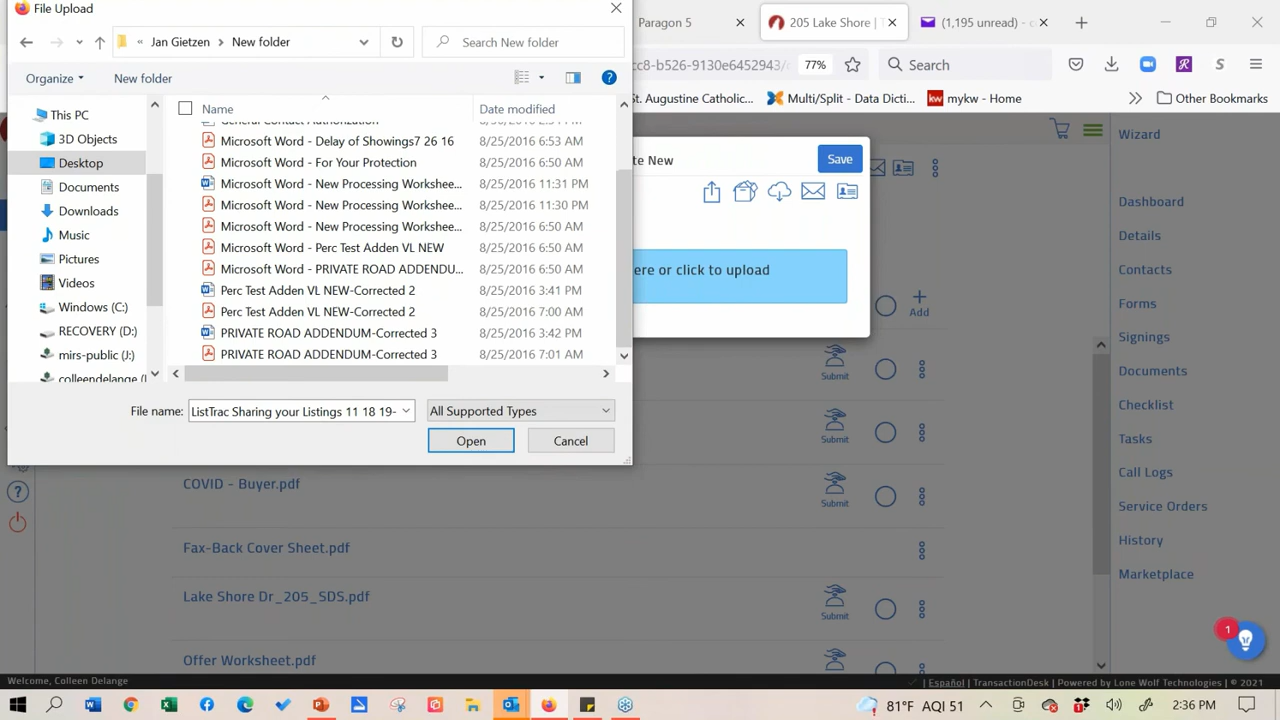 File Upload
Paragon 5
205 Lake Shore | T
(1,195 unread) - c
« Jan Gietzen > New folder
Search New folder
cc8-b526-9130e6452943/
77%
Search
Organize
New folder
St. Augustine Catholic...
Multi/Split - Data Dict...
mykw - Home
Other Bookmarks
Name
Date modified
This PC
3D Objects
Desktop
Documents
Downloads
Music
Pictures
Videos
Windows (C:)
RECOVERY (D:)
mirs-public (J:)
colleendelange (
General Contact Authorization
Microsoft Word - Delay of Showings7 26 16 8/25/2016 6:53 AM
Microsoft Word - For Your Protection 8/25/2016 6:50 AM
Microsoft Word - New Processing Workshee... 8/25/2016 11:31 PM
Microsoft Word - New Processing Workshee... 8/25/2016 11:30 PM
Microsoft Word - New Processing Workshee... 8/25/2016 6:50 AM
Microsoft Word - Perc Test Adden VL NEW 8/25/2016 6:50 AM
Microsoft Word - PRIVATE ROAD ADDENDU... 8/25/2016 6:50 AM
Perc Test Adden VL NEW-Corrected 2 8/25/2016 3:41 PM
Perc Test Adden VL NEW-Corrected 2 8/25/2016 7:00 AM
PRIVATE ROAD ADDENDUM-Corrected 3 8/25/2016 3:42 PM
PRIVATE ROAD ADDENDUM-Corrected 3 8/25/2016 7:01 AM
File name:
ListTrac Sharing your Listings 11 18 19-
All Supported Types
Open
Cancel
te New
Save
ere or click to upload
Add
Submit
Submit
COVID - Buyer.pdf
Submit
Fax-Back Cover Sheet.pdf
Lake Shore Dr_205_SDS.pdf
Submit
Offer Worksheet.pdf
Submit
Wizard
Dashboard
Details
Contacts
Forms
Signings
Documents
Checklist
Tasks
Call Logs
Service Orders
History
Marketplace
1
Welcome, Colleen Delange
Español | TransactionDesk | Powered by Lone Wolf Technologies | © 2021
81°F AQI 51
2:36 PM